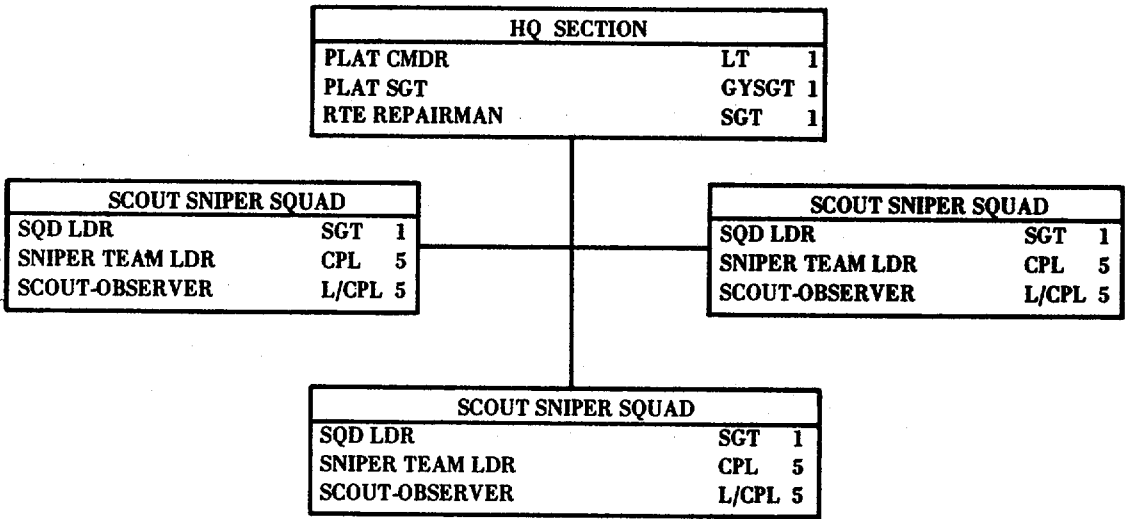 HQ SECTION
PLAT CMDR LT 1
PLAT SGT GYSGT 1
RTE REPAIRMAN SGT 1
SCOUT SNIPER SQUAD
SQD LDR SGT 1
SNIPER TEAM LDR CPL 5
SCOUT-OBSERVER L/CPL 5
SCOUT SNIPER SQUAD
SQD LDR SGT 1
SNIPER TEAM LDR CPL 5
SCOUT-OBSERVER L/CPL 5
SCOUT SNIPER SQUAD
SQD LDR SGT 1
SNIPER TEAM LDR CPL 5
SCOUT-OBSERVER L/CPL 5